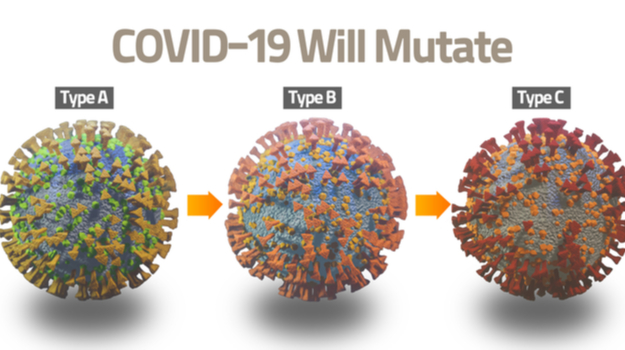 COVID-19 Will Mutate
Type A
Type B
Type C